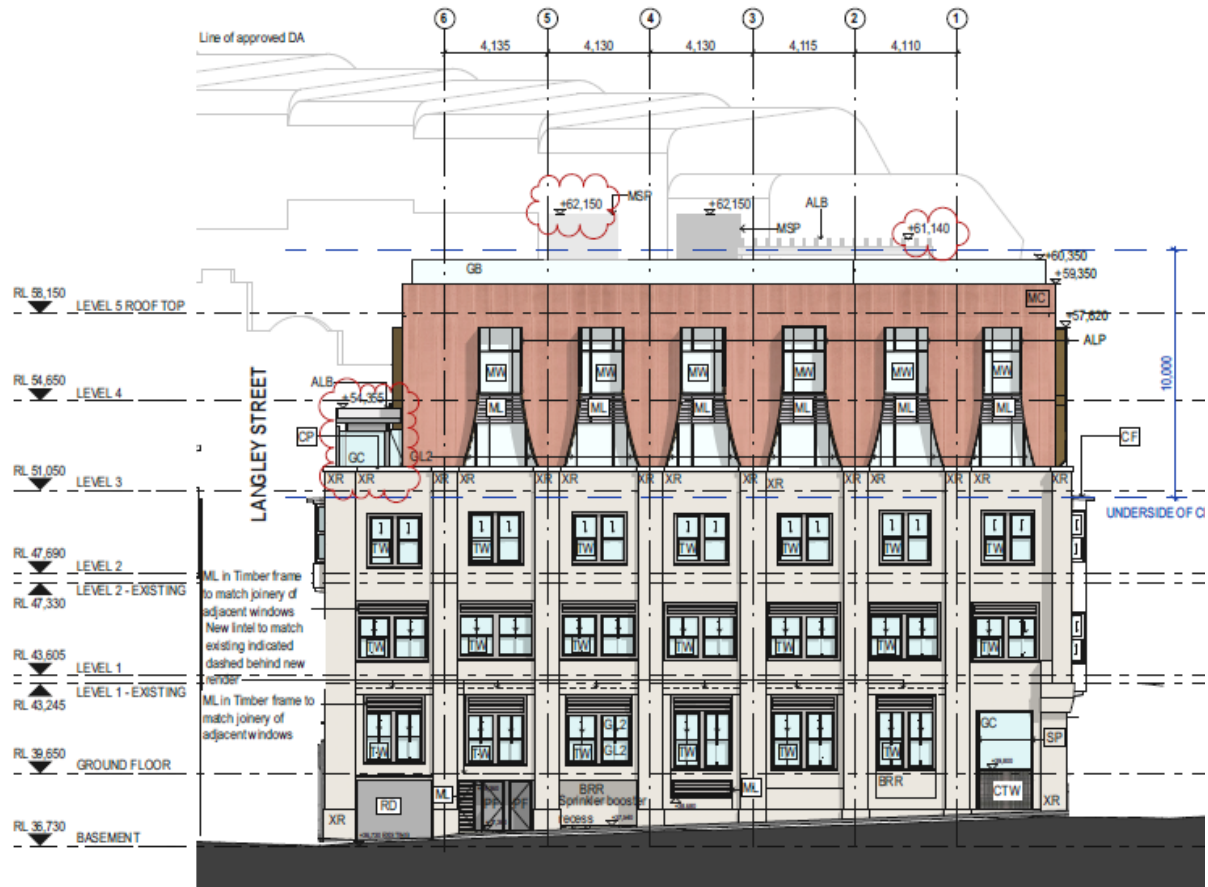 Line of approved DA
6
5
4
3
2
1
4,135
4,130
4,130
4,115
4,110
+62,150
MSP
+62,150
MSP
ALB
+61,140
+60,350
+59,350
GB
MC
RL 58,150
LEVEL 5 ROOF TOP
+57,620
ALP
MW
MW
MW
MW
MW
MW
10,000
RL 54,650
LEVEL 4
ALB
+54,355
ML
ML
ML
ML
ML
ML
CP
GC
GL2
CF
LANGLEY STREET
RL 51,050
LEVEL 3
XR
XR
XR
XR
XR
XR
XR
XR
XR
XR
XR
XR
XR
XR
UNDERSIDE OF
TW
TW
TW
TW
TW
TW
TW
RL 47,690
LEVEL 2
LEVEL 2 - EXISTING
RL 47,330
ML in Timber frame
to match joinery of
adjacent windows
New lintel to match
existing indicated
dashed behind new
render
TW
TW
TW
TW
TW
TW
TW
RL 43,605
LEVEL 1
LEVEL 1 - EXISTING
RL 43,245
ML in Timber frame to
match joinery of
adjacent windows
GL2
GL2
GC
SP
TW
TW
TW
TW
TW
TW
RL 39,650
GROUND FLOOR
RD
ML
PF
PF
BRR
Sprinkler booster
recess
ML
BRR
CTW
XR
XR
RL 36,730
BASEMENT